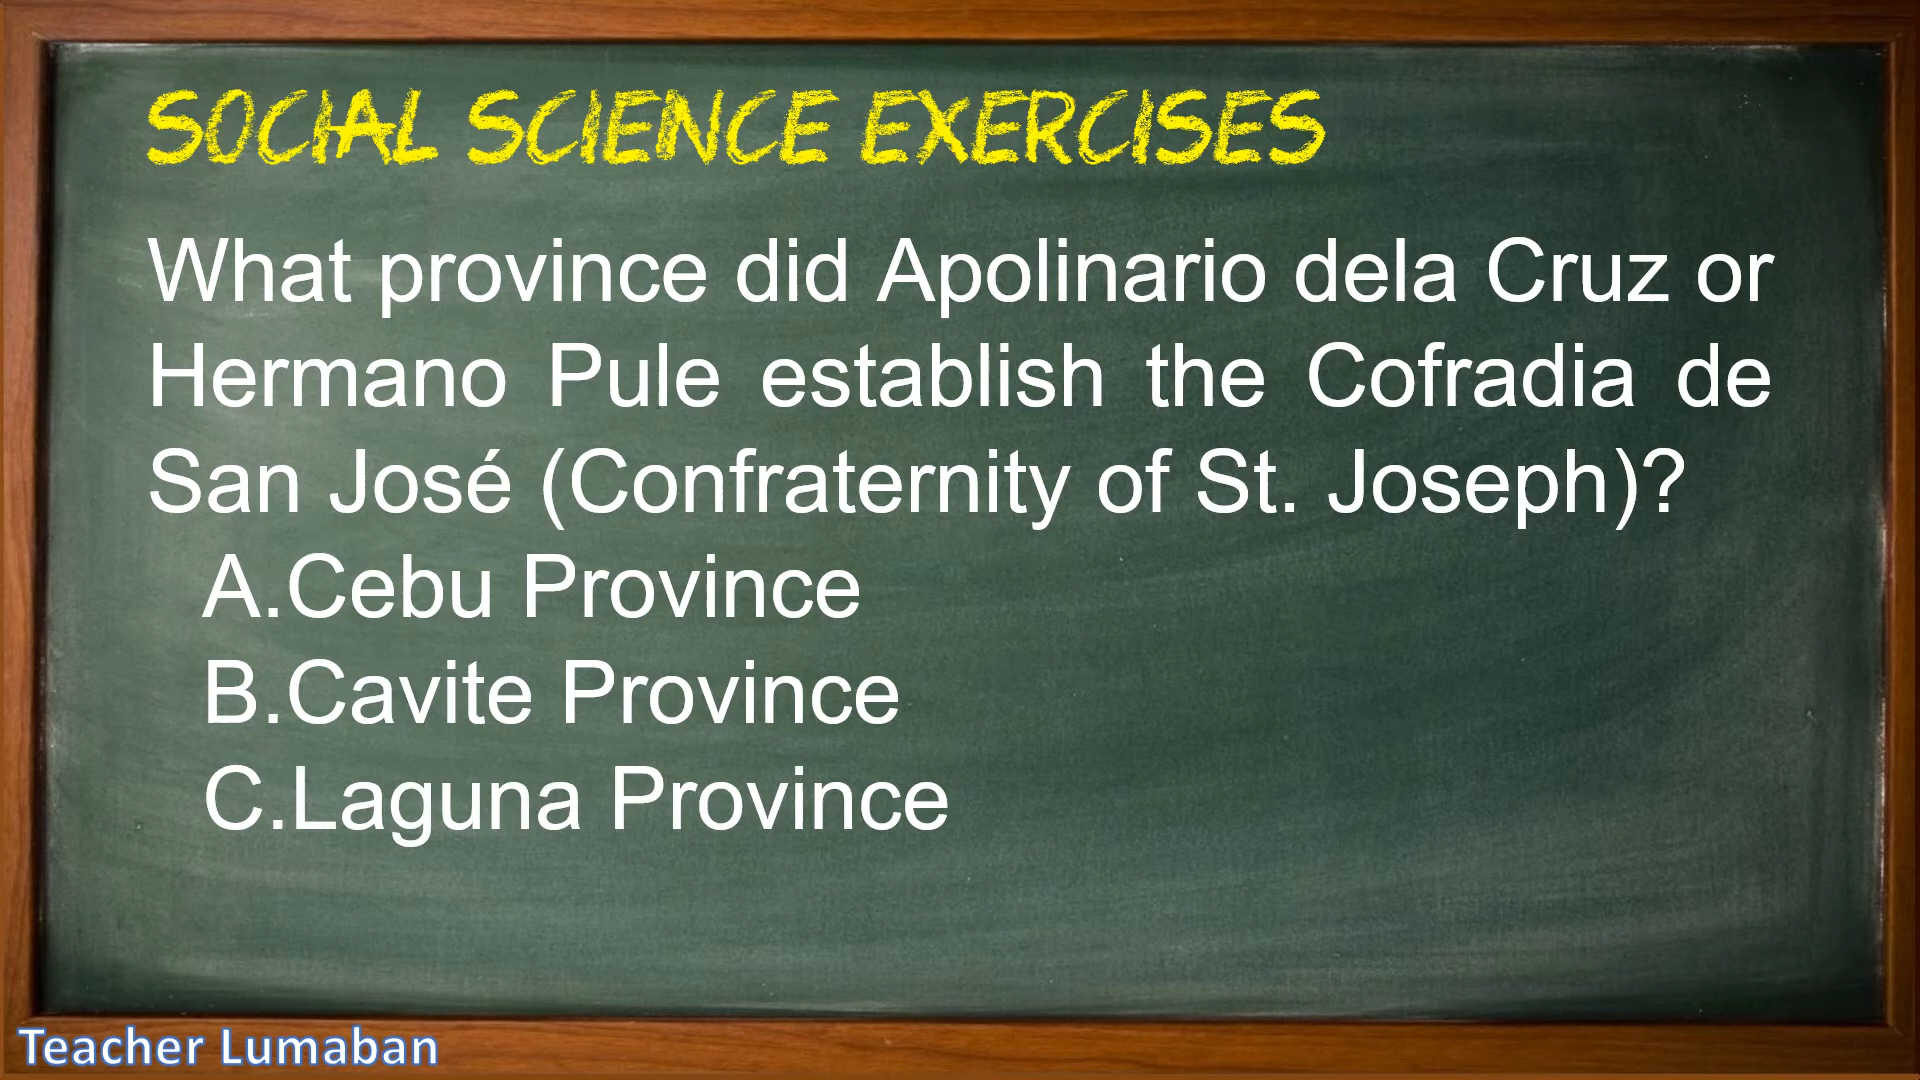 SOCIAL SCIENCE EXERCISES
What province did Apolinario dela Cruz or
Hermano Pule establish the Cofradia de
San José (Confraternity of St. Joseph)?
A.Cebu Province
B.Cavite Province
C.Laguna Province
Teacher Lumaban